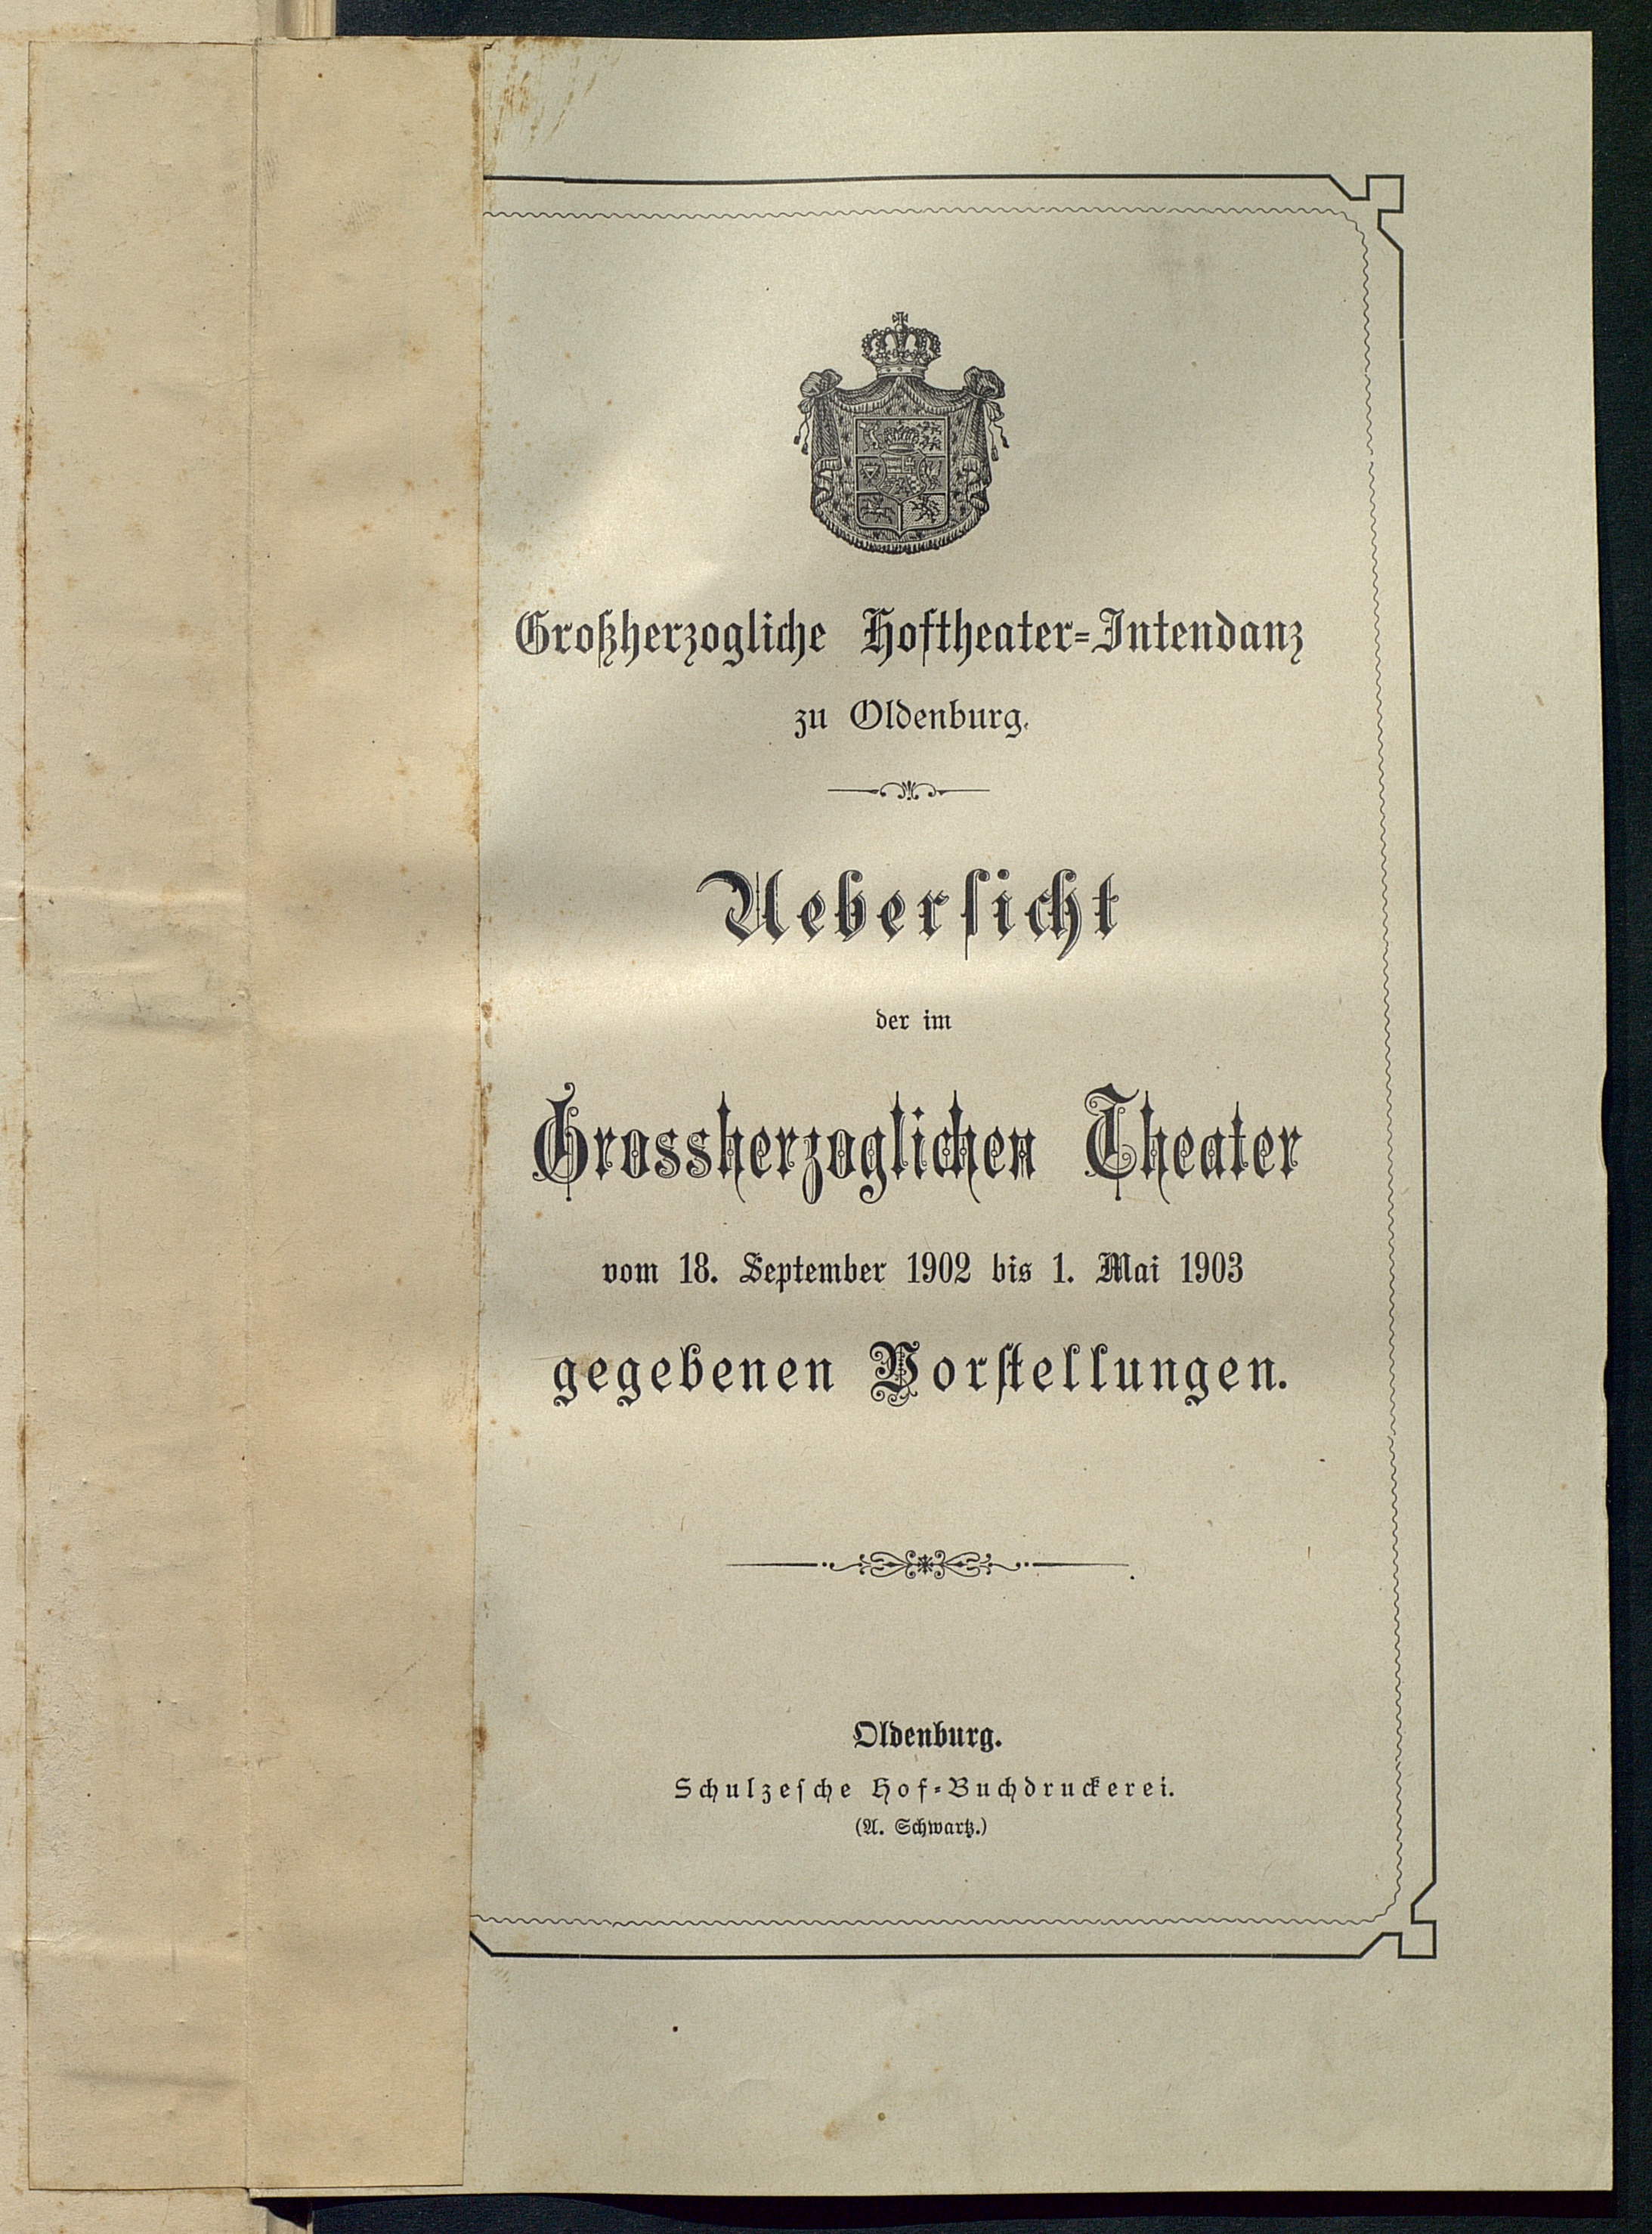 Großherzogliche Hoftheater-Intendanz
zu Oldenburg.
Uebersicht
der im
Grossherzoglichen Theater
vom 18. September 1902 bis 1. Mai 1903
gegebenen Vorstellungen.
Oldenburg.
Schulzesche Hof-Buchdruckerei.
(A. Schwartz.)